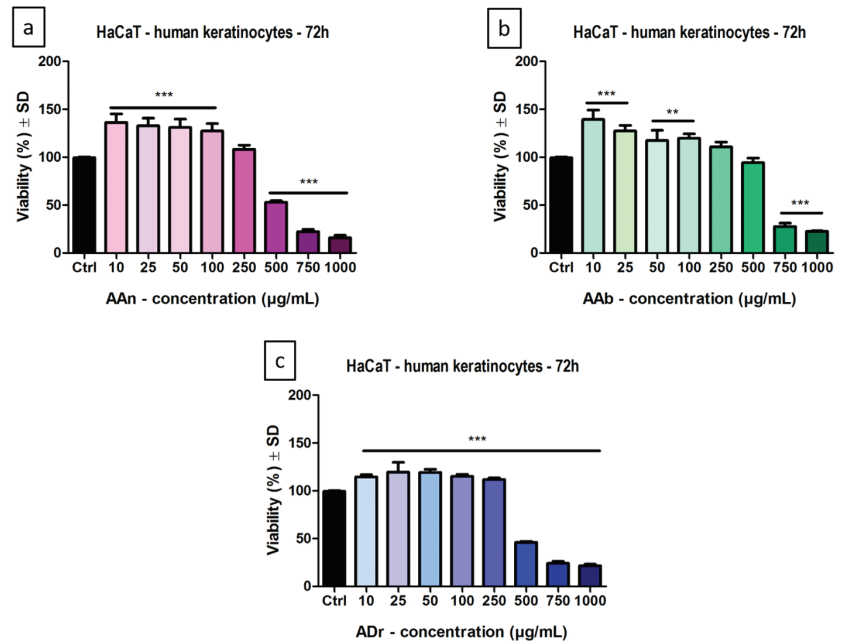 a
HaCaT - human keratinocytes - 72h
Viability (%) ± SD
200
150
100
50
0
***
***
Ctrl 10 25 50 100 250 500 750 1000
AAn - concentration (µg/mL)
b
HaCaT - human keratinocytes - 72h
Viability (%) ± SD
200
150
100
50
0
***
**
***
Ctrl 10 25 50 100 250 500 750 1000
AAb - concentration (µg/mL)
c
HaCaT - human keratinocytes - 72h
Viability (%) ± SD
200
150
100
50
0
***
Ctrl 10 25 50 100 250 500 750 1000
ADr - concentration (µg/mL)